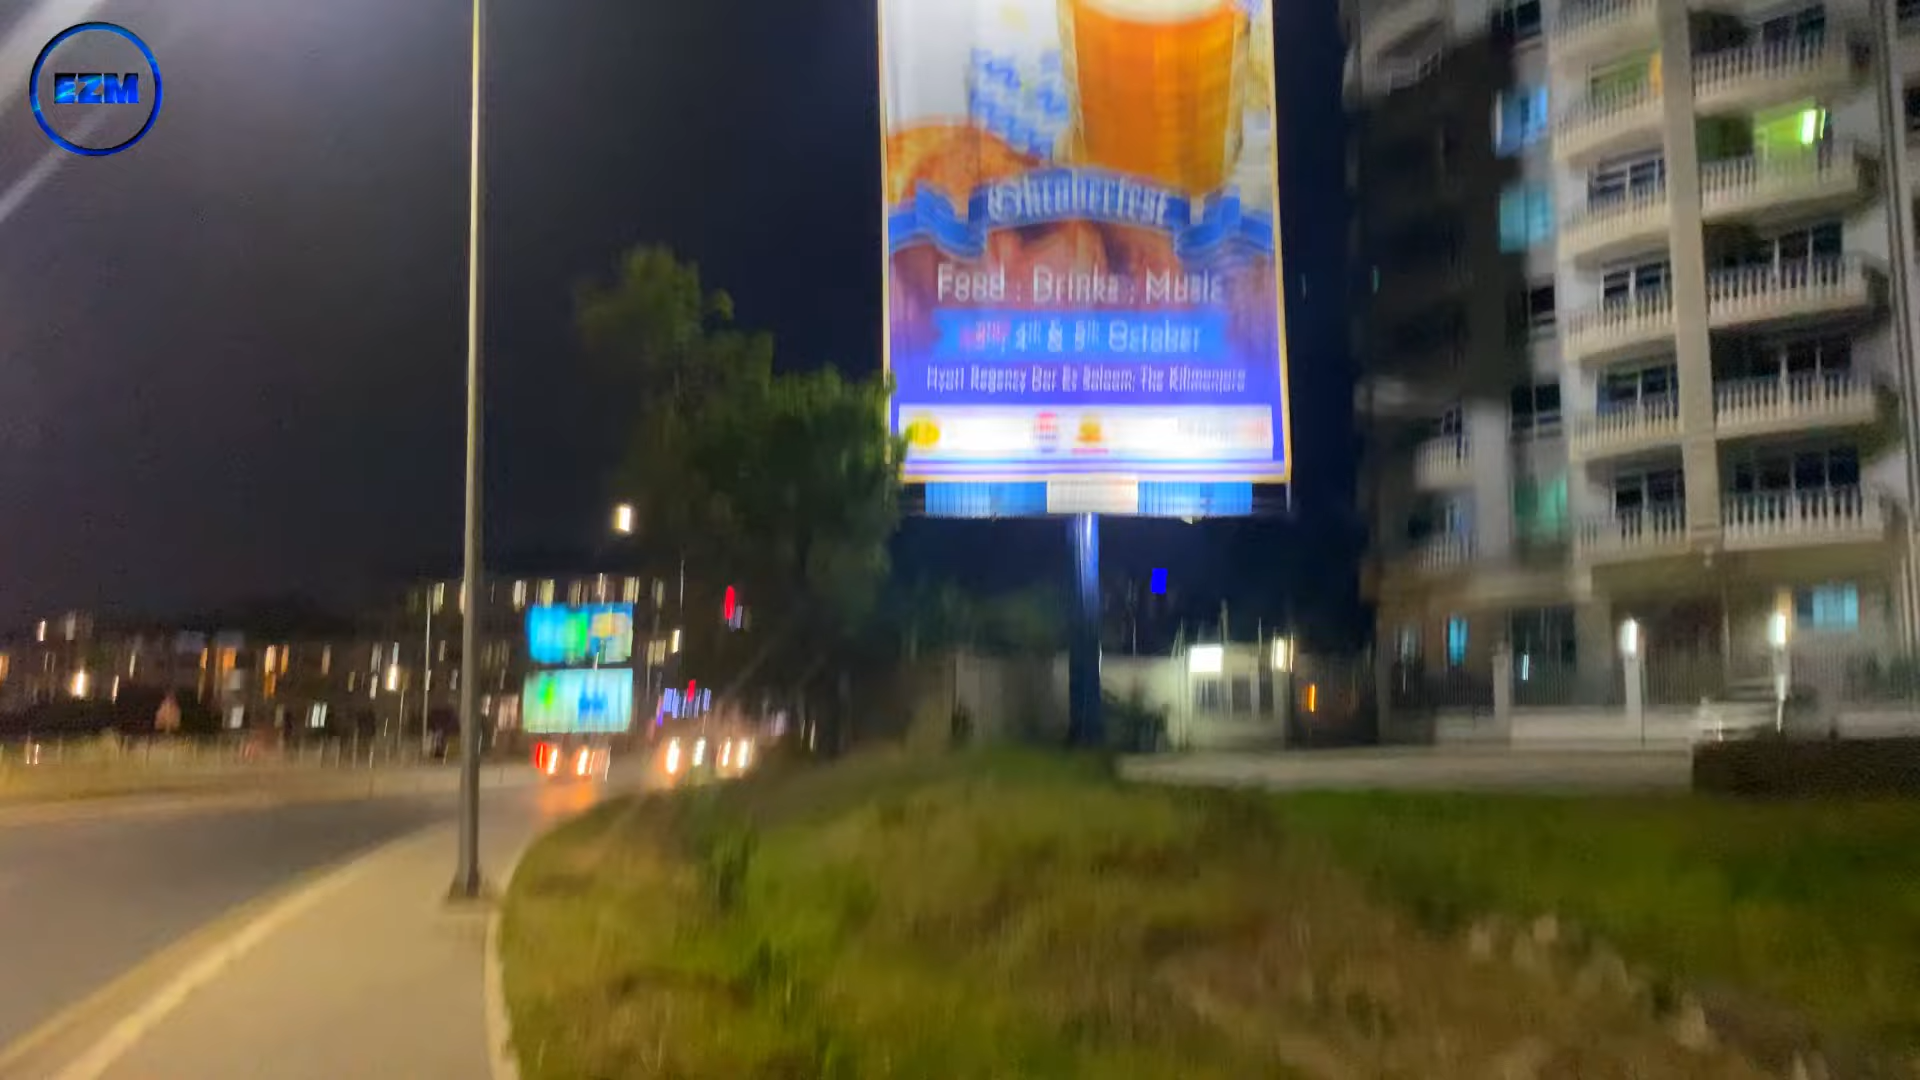 EZM
Oktoberfest
Food : Drinks : Music
4th & 5th October
Hyatt Regency Dar Es Salaam, The Kilimanjaro